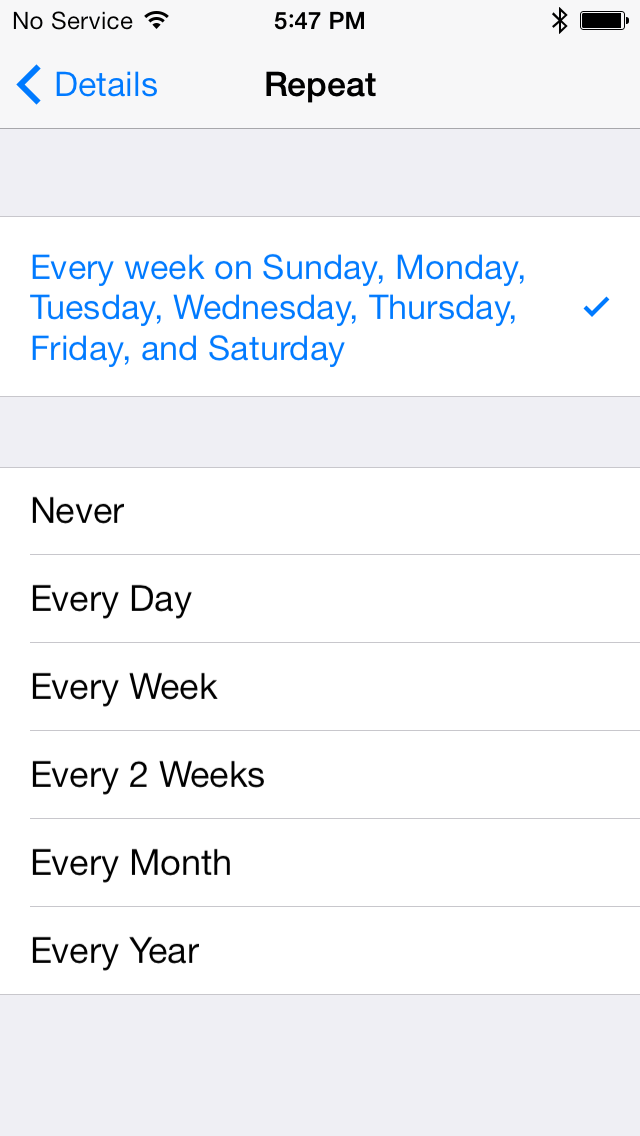 No Service 5:47 PM
Details Repeat
Every week on Sunday, Monday,
Tuesday, Wednesday, Thursday,
Friday, and Saturday
Never
Every Day
Every Week
Every 2 Weeks
Every Month
Every Year